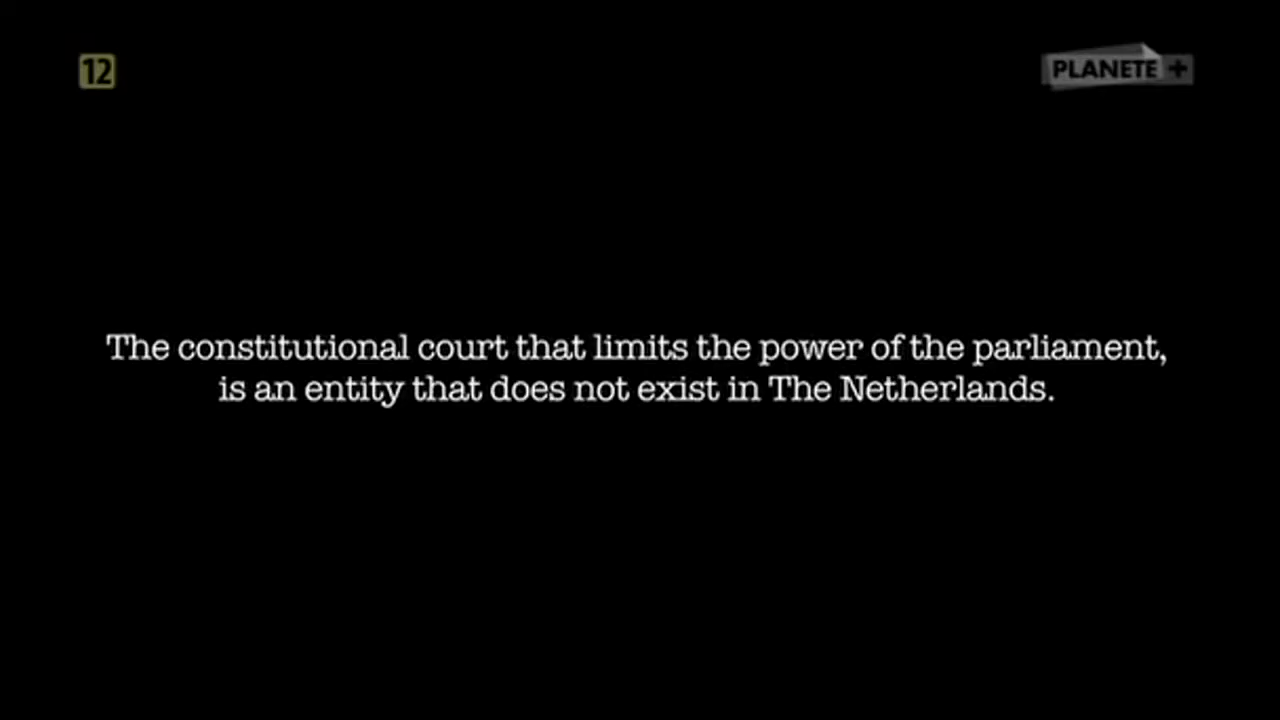 12
PLANETE +
The constitutional court that limits the power of the parliament,
is an entity that does not exist in The Netherlands.